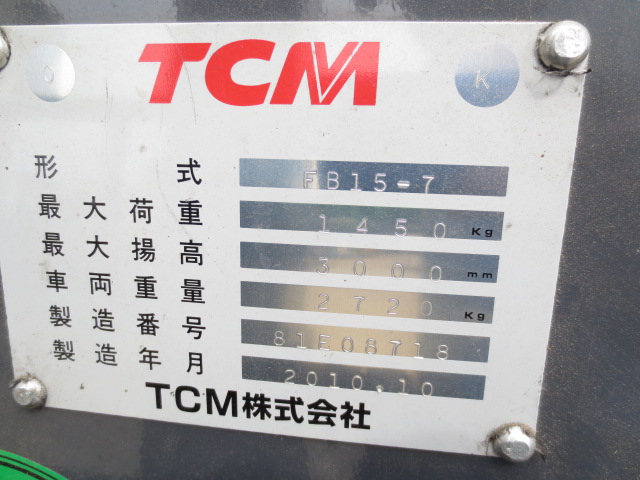 O TCM K
形式 FB15-7
最大荷重 1450 Kg
最大揚高 3000 mm
車両重量 2720 Kg
製造番号 81E08718
製造年月 2010.10
TCM株式会社